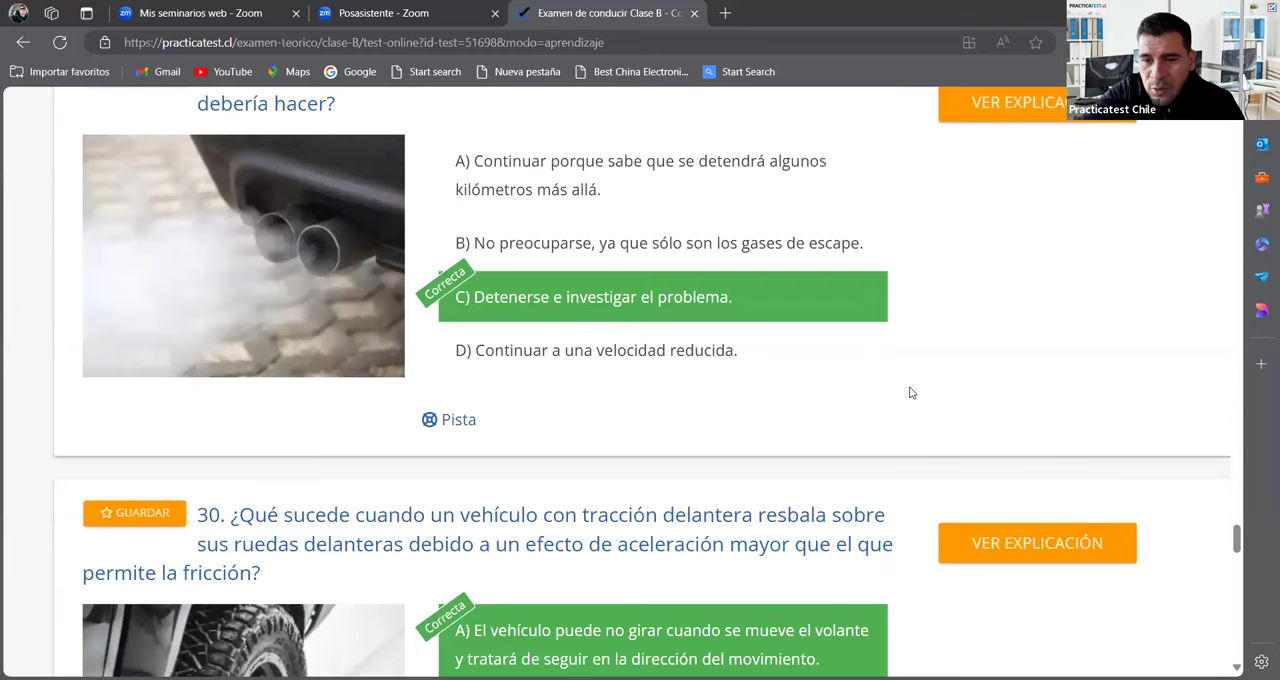 Mis seminarios web - Zoom
Posasistente - Zoom
Examen de conducir Clase B - Co
https://practicatest.cl/examen-teorico/clase-B/test-online?id-test=51698&modo=aprendizaje
Importar favoritos
Gmail
YouTube
Maps
Google
Start search
Nueva pestaña
Best China Electroni...
Start Search
PRACTICATEST.cl
Practicatest Chile
debería hacer?
VER EXPLICA
A) Continuar porque sabe que se detendrá algunos
kilómetros más allá.
B) No preocuparse, ya que sólo son los gases de escape.
Correcta
C) Detenerse e investigar el problema.
D) Continuar a una velocidad reducida.
Pista
GUARDAR
30. ¿Qué sucede cuando un vehículo con tracción delantera resbala sobre
sus ruedas delanteras debido a un efecto de aceleración mayor que el que
permite la fricción?
VER EXPLICACIÓN
Correcta
A) El vehículo puede no girar cuando se mueve el volante
y tratará de seguir en la dirección del movimiento.